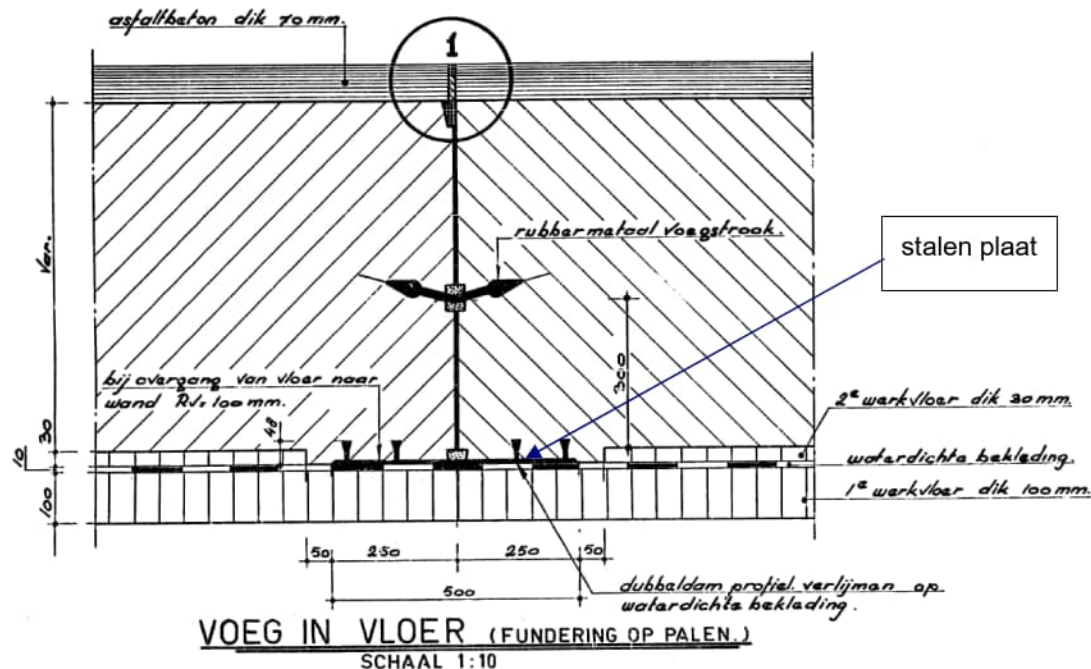 asfaltbeton dik 70 mm.
1
stalen plaat
rubbermetaal voegstrook.
var.
300
bij overgang van vloer naar
wand R.V= 100 mm.
48
30
10
100
2e werkvloer dik 30 mm.
waterdichte bekleding.
1e werkvloer dik 100 mm.
50
250
250
50
500
dubbeldam profiel. verlijmen op
waterdichte bekleding.
VOEG IN VLOER (FUNDERING OP PALEN.)
SCHAAL 1:10